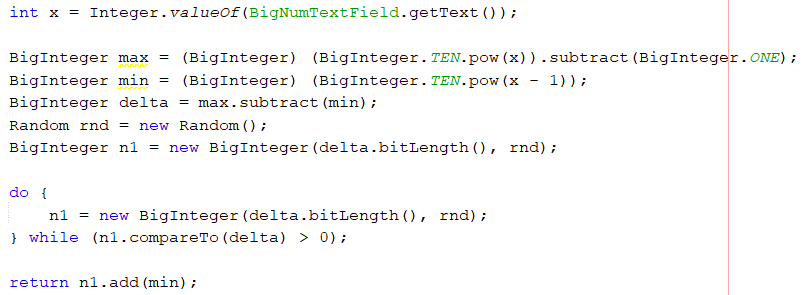 int x = Integer.valueOf(BigNumTextField.getText());

BigInteger max = (BigInteger) (BigInteger.TEN.pow(x)).subtract(BigInteger.ONE);
BigInteger min = (BigInteger) (BigInteger.TEN.pow(x - 1));
BigInteger delta = max.subtract(min);
Random rnd = new Random();
BigInteger n1 = new BigInteger(delta.bitLength(), rnd);

do {
    n1 = new BigInteger(delta.bitLength(), rnd);
} while (n1.compareTo(delta) > 0);

return n1.add(min);